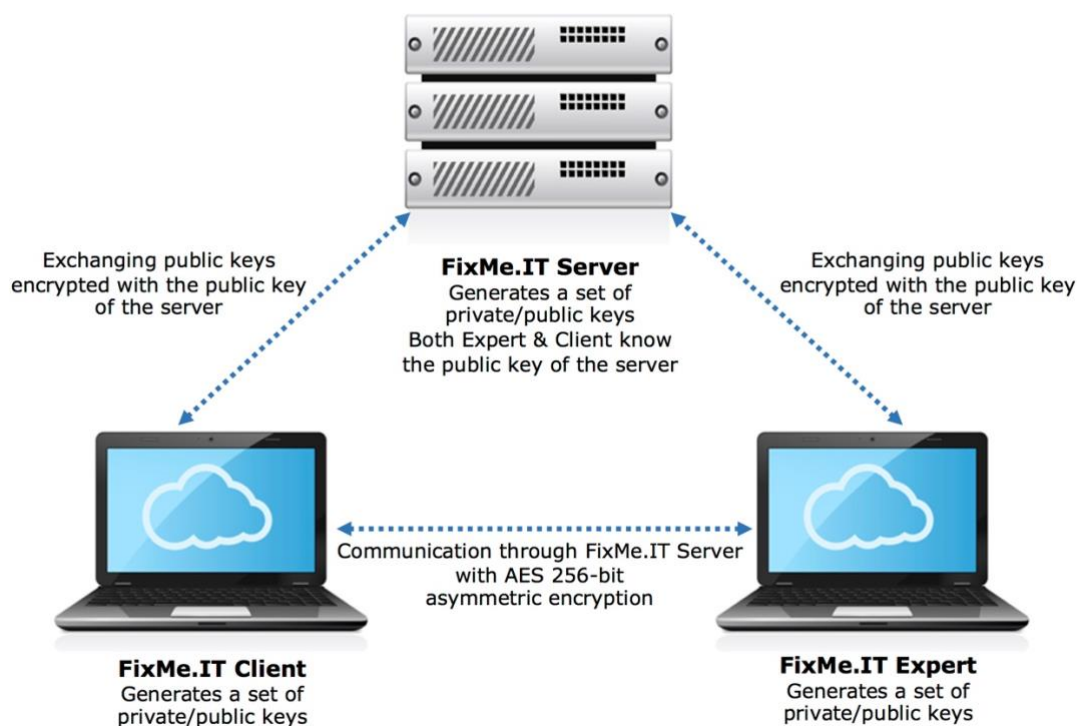 FixMe.IT Server
Generates a set of
private/public keys
Both Expert & Client know
the public key of the server
Exchanging public keys
encrypted with the public key
of the server
Exchanging public keys
encrypted with the public key
of the server
Communication through FixMe.IT Server
with AES 256-bit
asymmetric encryption
FixMe.IT Client
Generates a set of
private/public keys
FixMe.IT Expert
Generates a set of
private/public keys